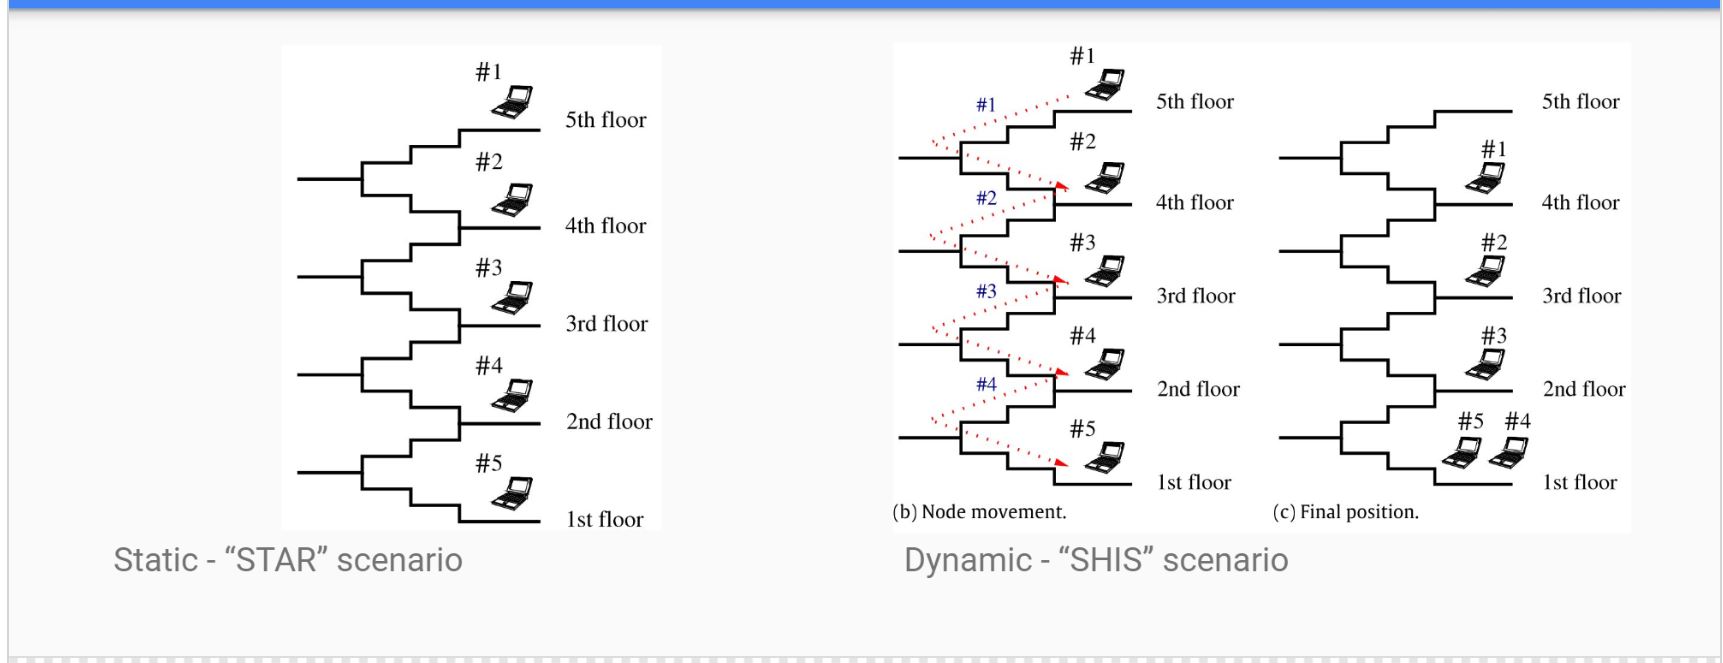 #1
5th floor
#2
4th floor
#3
3rd floor
#4
2nd floor
#5
1st floor
Static - “STAR” scenario
#1
#1
5th floor
#2
#2
4th floor
#3
#3
3rd floor
#4
#4
2nd floor
#5
1st floor
(b) Node movement.
5th floor
#1
4th floor
#2
3rd floor
#3
2nd floor
#5 #4
1st floor
(c) Final position.
Dynamic - “SHIS” scenario